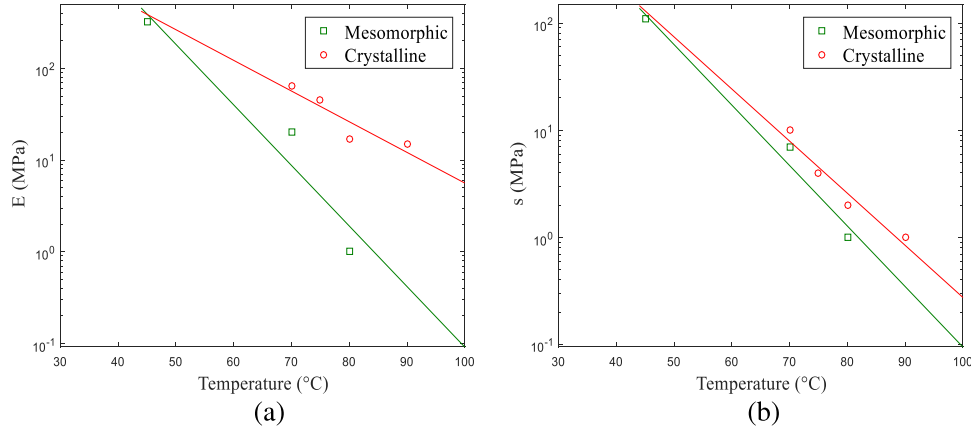 Mesomorphic
Crystalline
10^2
10^1
10^0
10^-1
E (MPa)
30 40 50 60 70 80 90 100
Temperature (°C)
(a)
Mesomorphic
Crystalline
10^2
10^1
10^0
10^-1
s (MPa)
30 40 50 60 70 80 90 100
Temperature (°C)
(b)